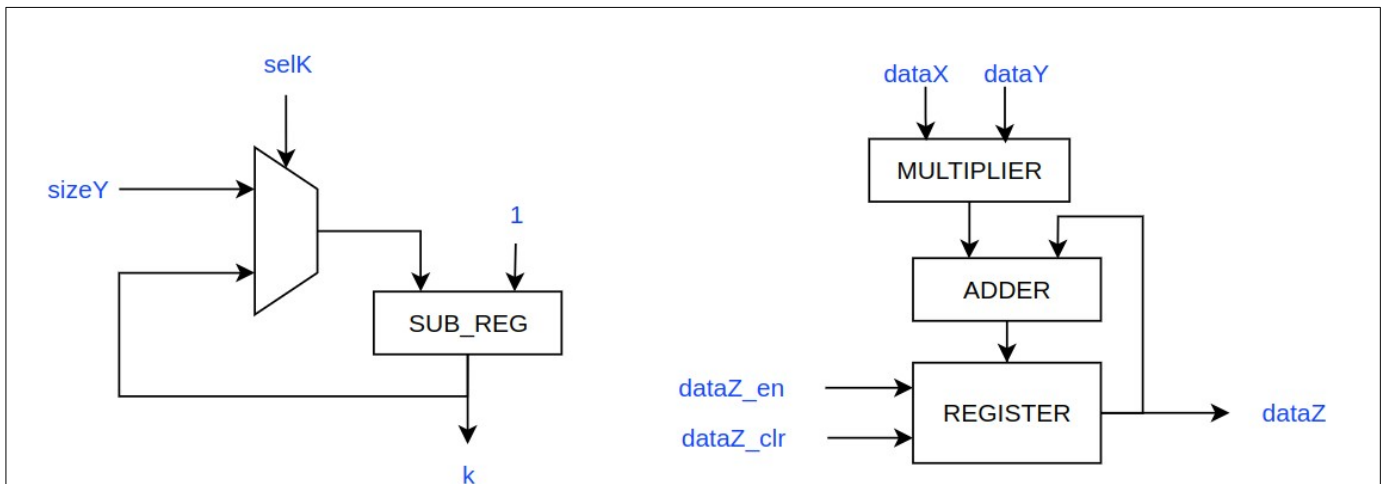 selK
sizeY
1
SUB_REG
k
dataX
dataY
MULTIPLIER
ADDER
dataZ_en
dataZ_clr
REGISTER
dataZ